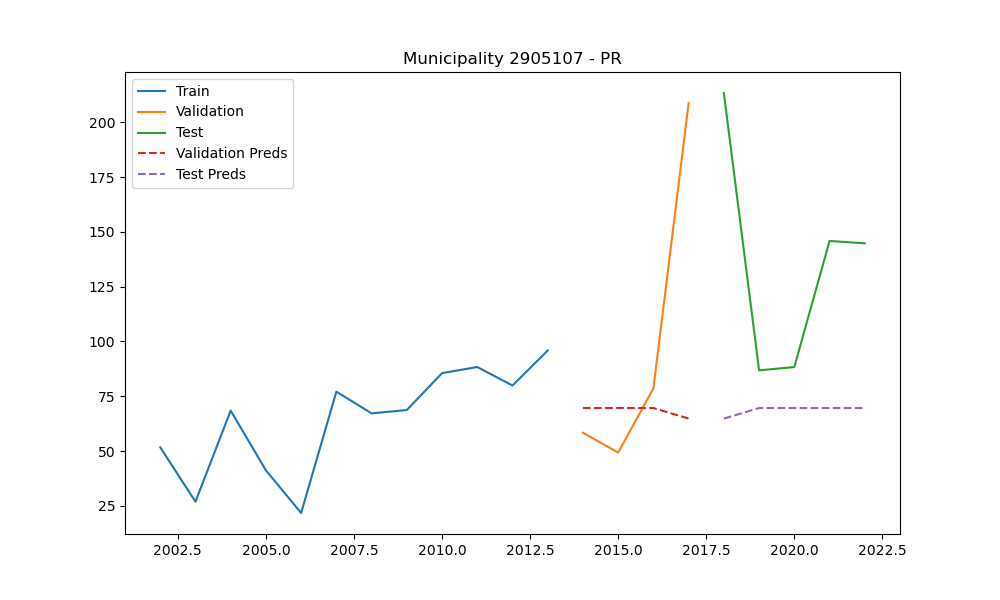 Municipality 2905107 - PR
Train
Validation
Test
Validation Preds
Test Preds
200
175
150
125
100
75
50
25
2002.5 2005.0 2007.5 2010.0 2012.5 2015.0 2017.5 2020.0 2022.5